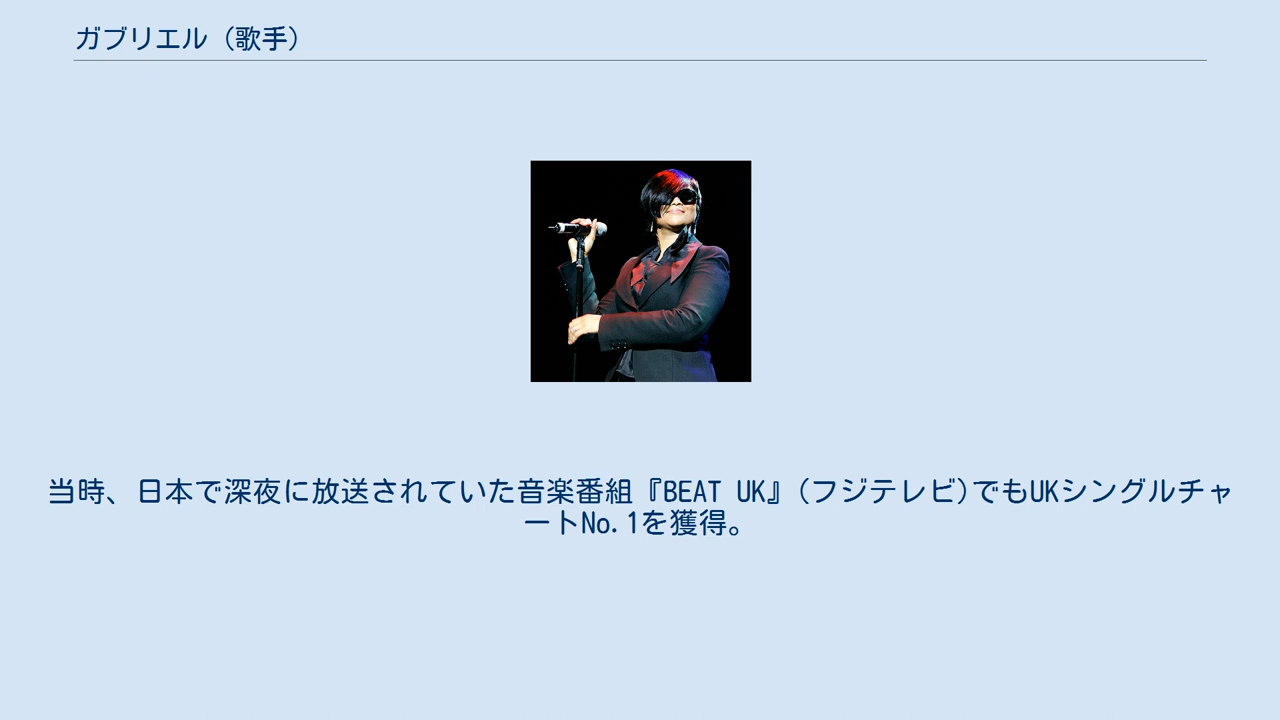 ガブリエル（歌手）
当時、日本で深夜に放送されていた音楽番組『BEAT UK』(フジテレビ)でもUKシングルチャ
ートNo.1を獲得。